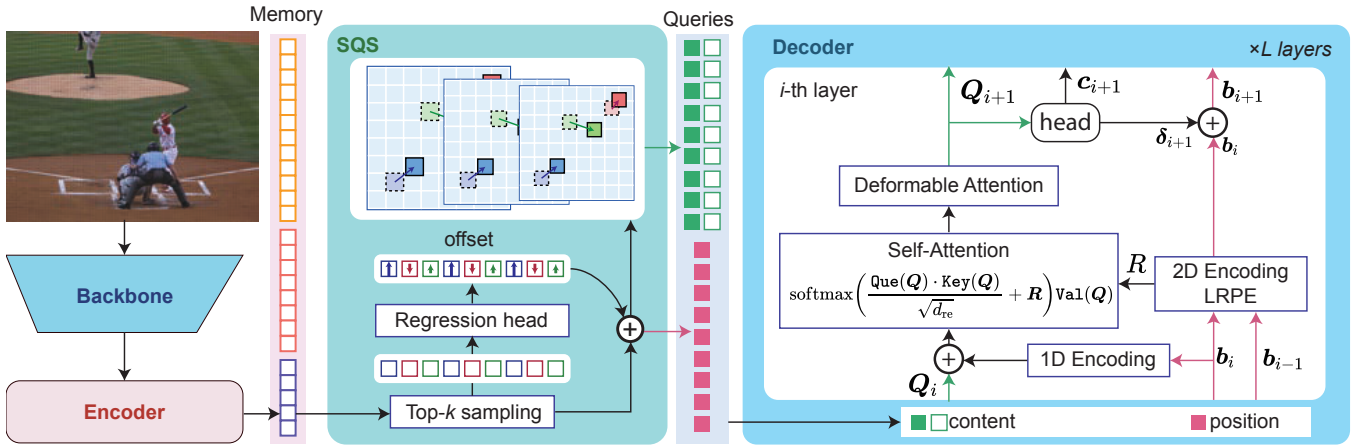 Memory
Queries
SQS
Decoder
×L layers
i-th layer
Q_{i+1}
c_{i+1}
b_{i+1}
head
δ_{i+1}
b_i
Deformable Attention
offset
Self-Attention
softmax(Que(Q) · Key(Q) / √d_re + R) Val(Q)
R
2D Encoding
LRPE
Backbone
Regression head
1D Encoding
b_i
b_{i−1}
Q_i
Encoder
Top-k sampling
content
position